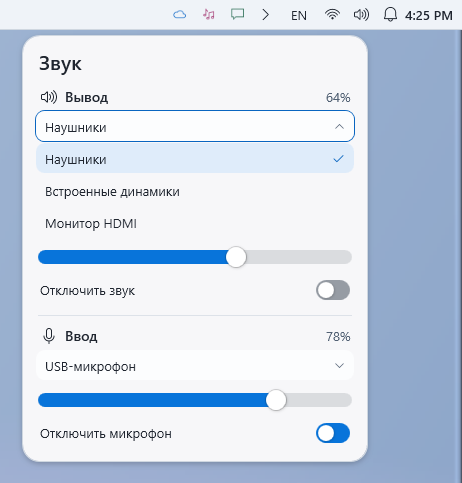 EN 4:25 PM
Звук
Вывод 64%
Наушники
Наушники
Встроенные динамики
Монитор HDMI
Отключить звук
Ввод 78%
USB-микрофон
Отключить микрофон